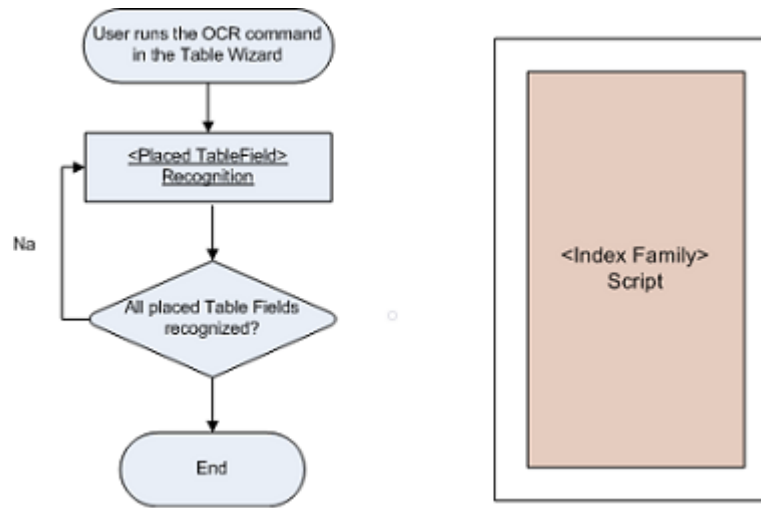 User runs the OCR command
in the Table Wizard
<Placed TableField>
Recognition
Na
All placed Table Fields
recognized?
End
<Index Family>
Script